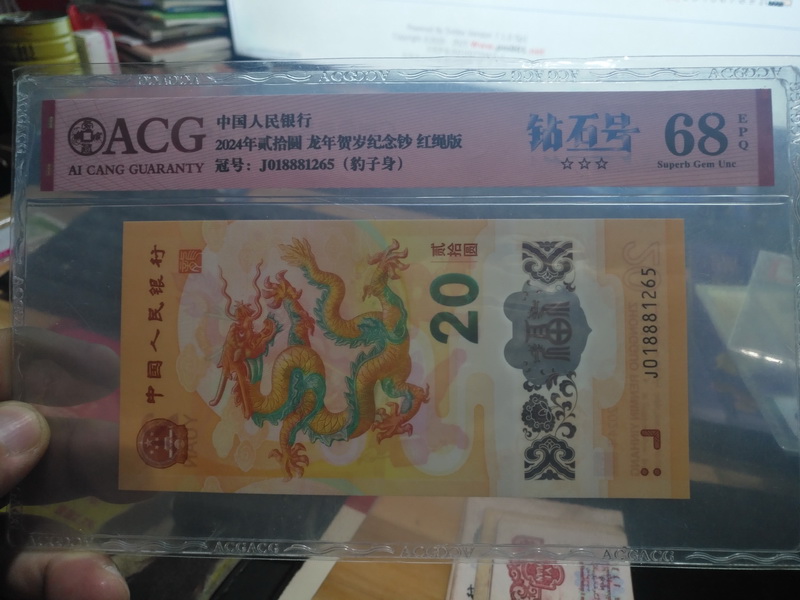 ACG
AI CANG GUARANTY
中国人民银行
2024年贰拾圆 龙年贺岁纪念钞 红绳版
冠号：J018881265（豹子身）
钻石号
☆☆☆
68
EPQ
Superb Gem Unc
中国人民银行
贰拾圆
20
J018881265
ACGACG